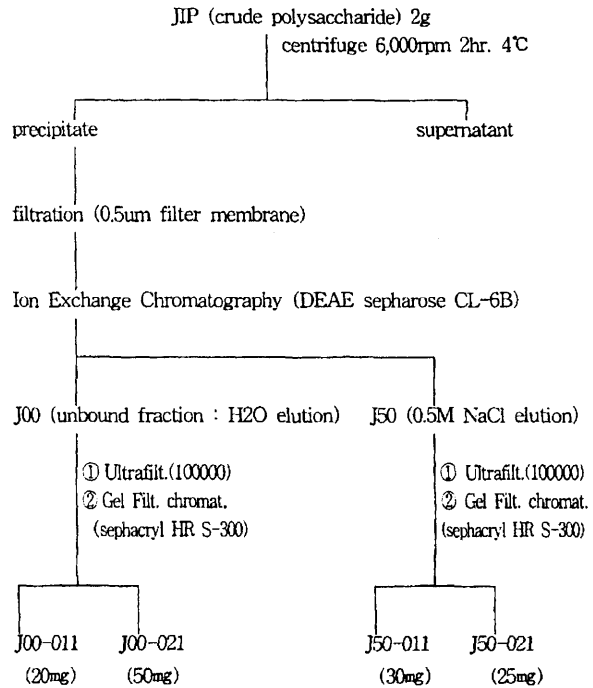 JIP (crude polysaccharide) 2g
centrifuge 6,000rpm 2hr. 4℃
precipitate
supernatant
filtration (0.5um filter membrane)
Ion Exchange Chromatography (DEAE sepharose CL-6B)
J00 (unbound fraction : H2O elution)
J50 (0.5M NaCl elution)
① Ultrafilt.(100000)
② Gel Filt. chromat.
(sephacryl HR S-300)
① Ultrafilt.(100000)
② Gel Filt. chromat.
(sephacryl HR S-300)
J00-011
(20mg)
J00-021
(50mg)
J50-011
(30mg)
J50-021
(25mg)